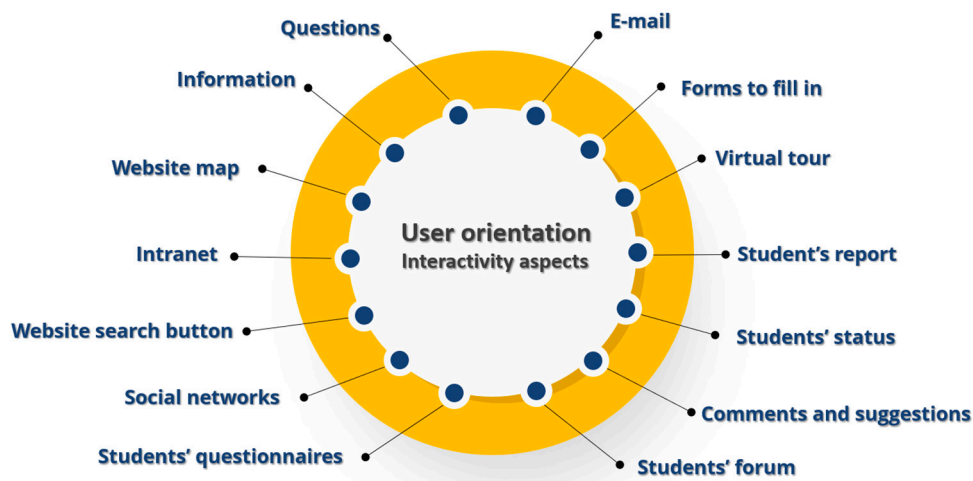 Questions
E-mail
Information
Forms to fill in
Website map
Virtual tour
User orientation
Interactivity aspects
Intranet
Student’s report
Website search button
Students’ status
Social networks
Comments and suggestions
Students’ questionnaires
Students’ forum